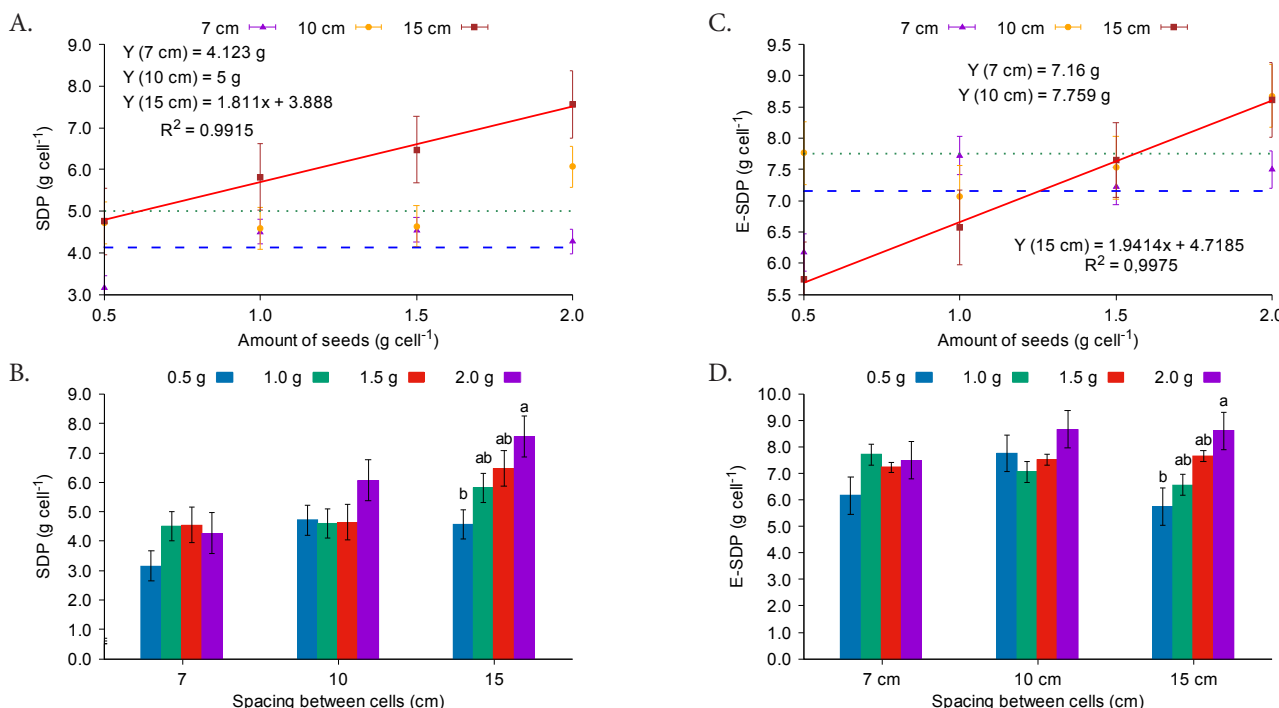 A.
7 cm 10 cm 15 cm
9.0
8.0
7.0
6.0
5.0
4.0
3.0
SDP (g cell⁻¹)
Y (7 cm) = 4.123 g
Y (10 cm) = 5 g
Y (15 cm) = 1.811x + 3.888
R² = 0.9915
0.5 1.0 1.5 2.0
Amount of seeds (g cell⁻¹)
C.
7 cm 10 cm 15 cm
9.5
9.0
8.5
8.0
7.5
7.0
6.5
6.0
5.5
E-SDP (g cell⁻¹)
Y (7 cm) = 7.16 g
Y (10 cm) = 7.759 g
Y (15 cm) = 1.9414x + 4.7185
R² = 0,9975
0.5 1.0 1.5 2.0
Amount of seeds (g cell⁻¹)
B.
0.5 g 1.0 g 1.5 g 2.0 g
9.0
8.0
7.0
6.0
5.0
4.0
3.0
2.0
1.0
0.0
SDP (g cell⁻¹)
b ab ab a
7 10 15
Spacing between cells (cm)
D.
0.5 g 1.0 g 1.5 g 2.0 g
10.0
9.0
8.0
7.0
6.0
5.0
4.0
3.0
2.0
1.0
0.0
E-SDP (g cell⁻¹)
b ab ab a
7 cm 10 cm 15 cm
Spacing between cells (cm)